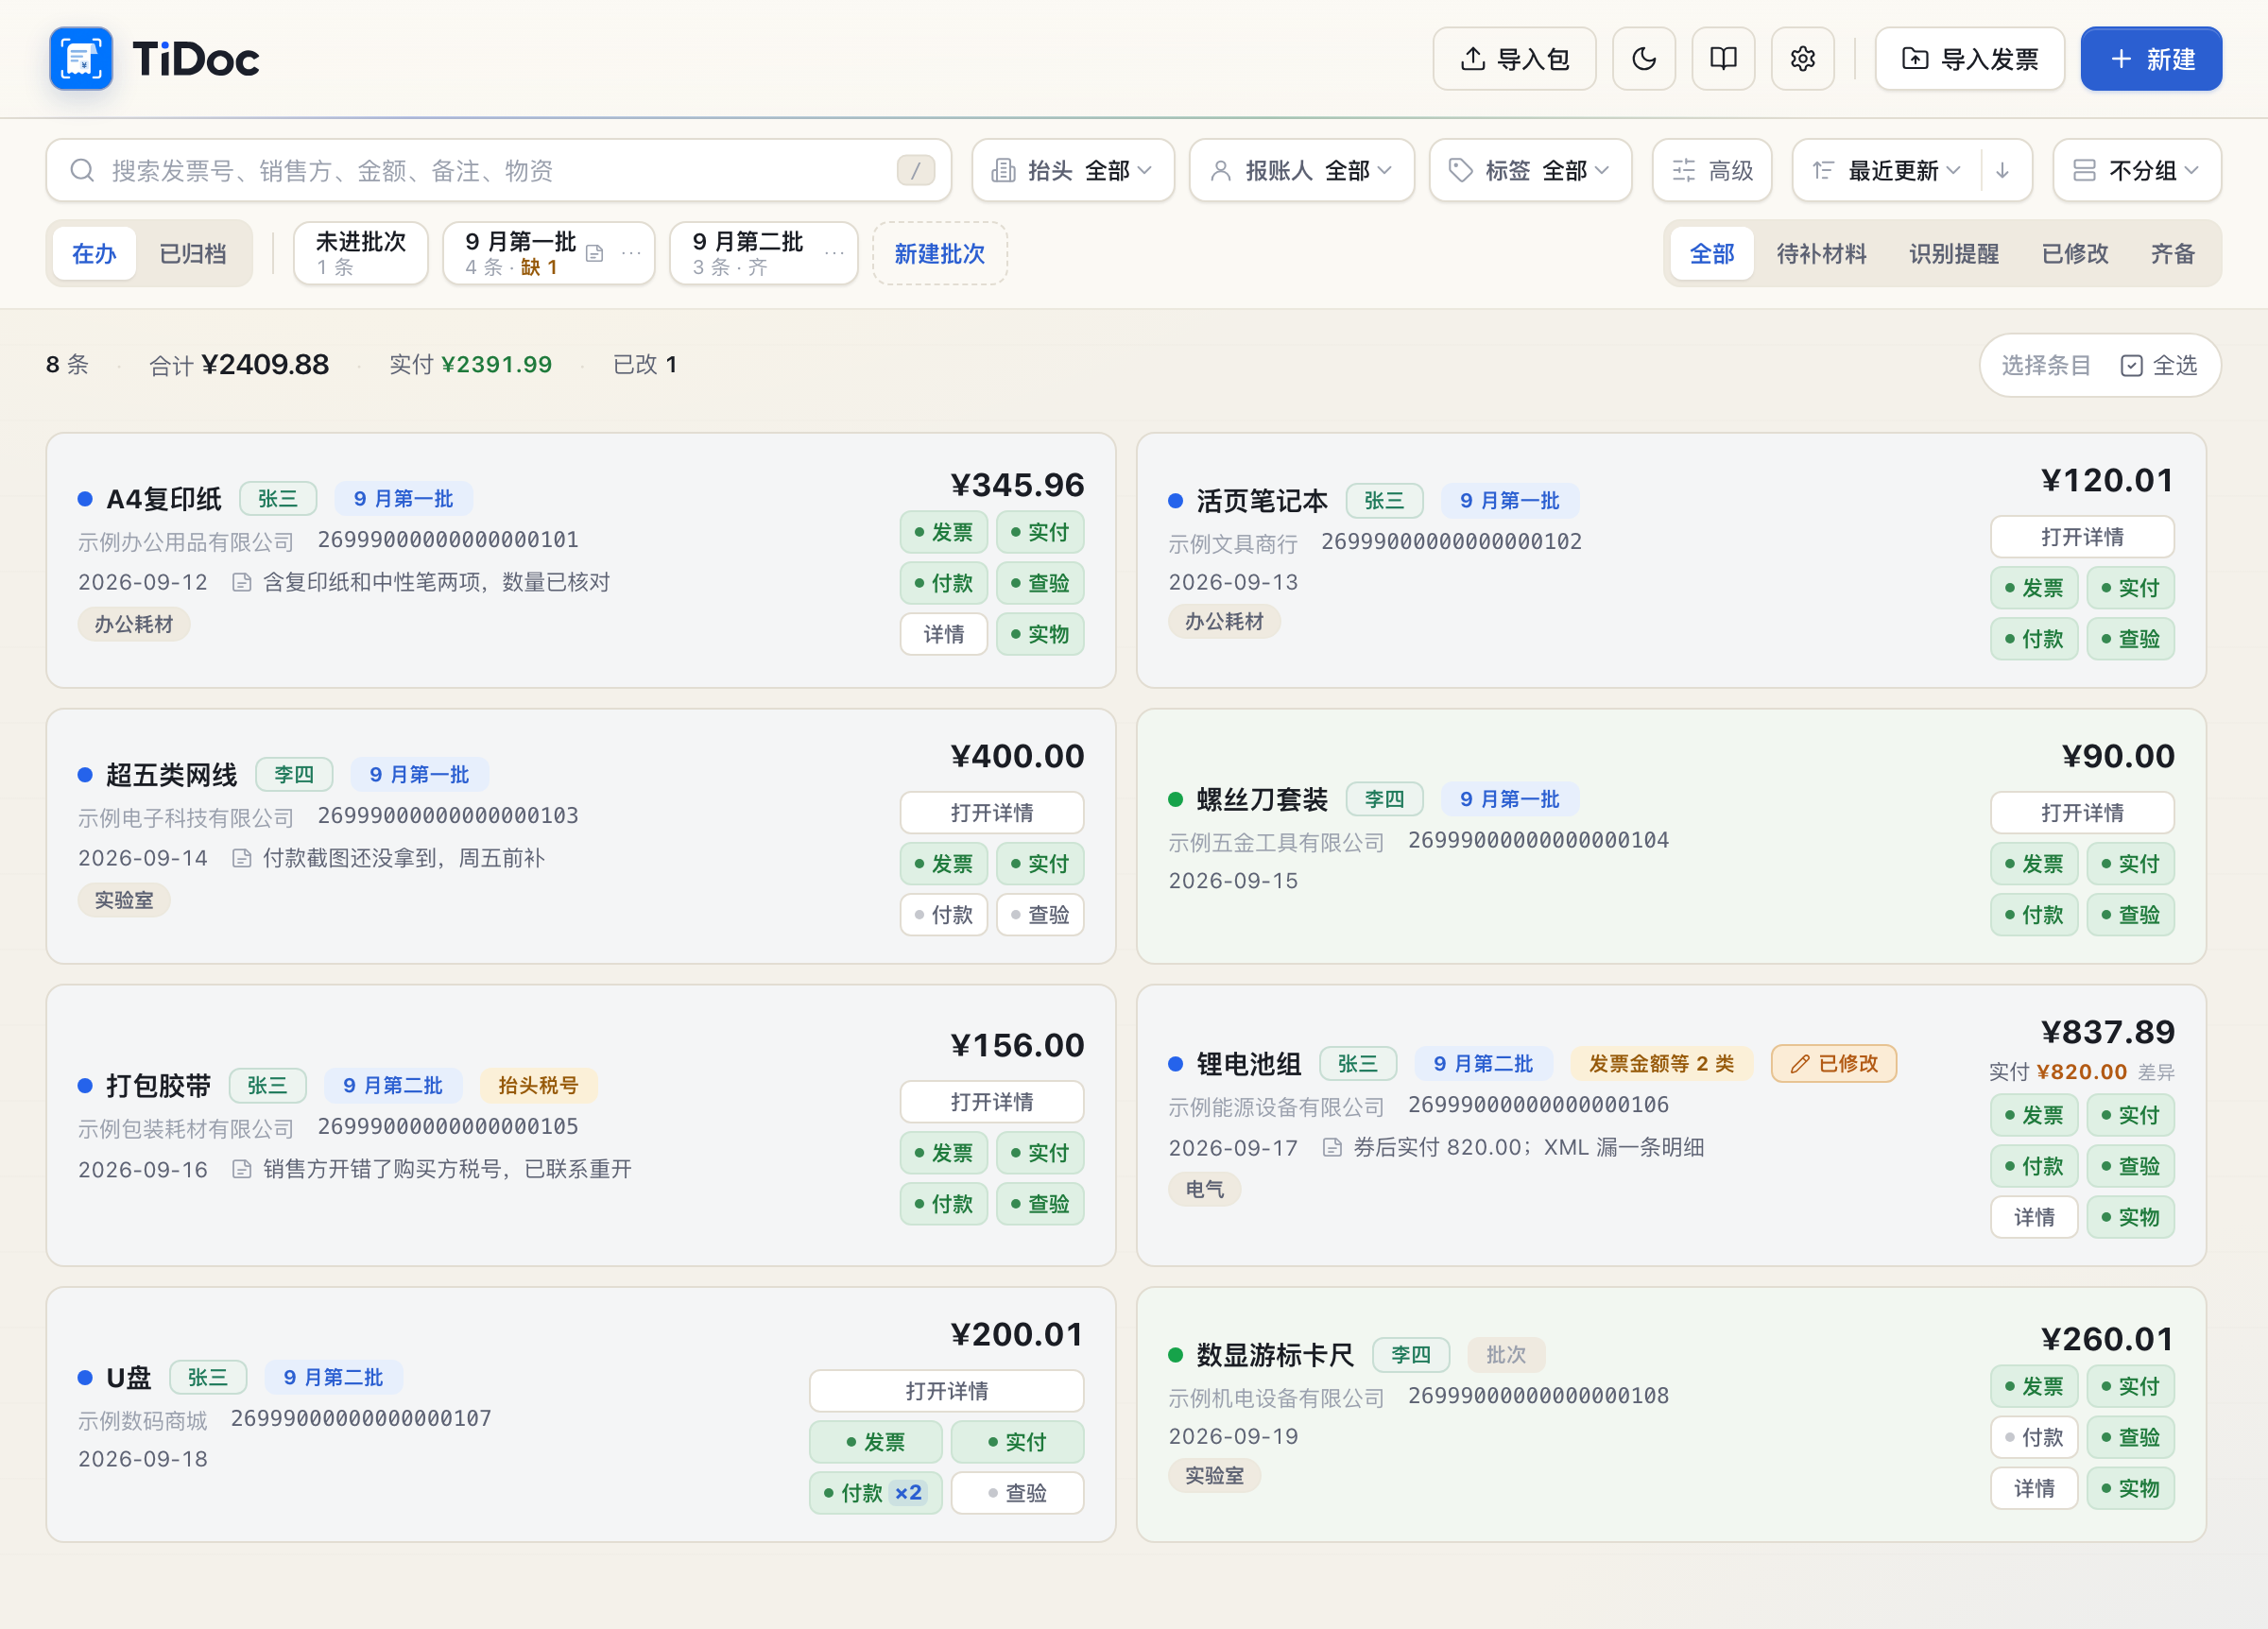 TiDoc
导入包
导入发票
新建
搜索发票号、销售方、金额、备注、物资 /
抬头 全部
报账人 全部
标签 全部
高级
最近更新
不分组
在办 已归档
未进批次
1 条
9 月第一批
4 条 · 缺 1
9 月第二批
3 条 · 齐
新建批次
全部 待补材料 识别提醒 已修改 齐备
8 条 · 合计 ¥2409.88 · 实付 ¥2391.99 · 已改 1
选择条目 全选
A4复印纸 张三 9 月第一批
示例办公用品有限公司 26999000000000000101
2026-09-12 含复印纸和中性笔两项，数量已核对
办公耗材
¥345.96
发票 实付
付款 查验
详情 实物
活页笔记本 张三 9 月第一批
示例文具商行 26999000000000000102
2026-09-13
办公耗材
¥120.01
打开详情
发票 实付
付款 查验
超五类网线 李四 9 月第一批
示例电子科技有限公司 26999000000000000103
2026-09-14 付款截图还没拿到，周五前补
实验室
¥400.00
打开详情
发票 实付
付款 查验
螺丝刀套装 李四 9 月第一批
示例五金工具有限公司 26999000000000000104
2026-09-15
¥90.00
打开详情
发票 实付
付款 查验
打包胶带 张三 9 月第二批 抬头税号
示例包装耗材有限公司 26999000000000000105
2026-09-16 销售方开错了购买方税号，已联系重开
¥156.00
打开详情
发票 实付
付款 查验
锂电池组 张三 9 月第二批 发票金额等 2 类 已修改
示例能源设备有限公司 26999000000000000106
2026-09-17 券后实付 820.00；XML 漏一条明细
电气
¥837.89
实付 ¥820.00 差异
发票 实付
付款 查验
详情 实物
U盘 张三 9 月第二批
示例数码商城 26999000000000000107
2026-09-18
¥200.01
打开详情
发票 实付
付款 ×2 查验
数显游标卡尺 李四 批次
示例机电设备有限公司 26999000000000000108
2026-09-19
实验室
¥260.01
发票 实付
付款 查验
详情 实物